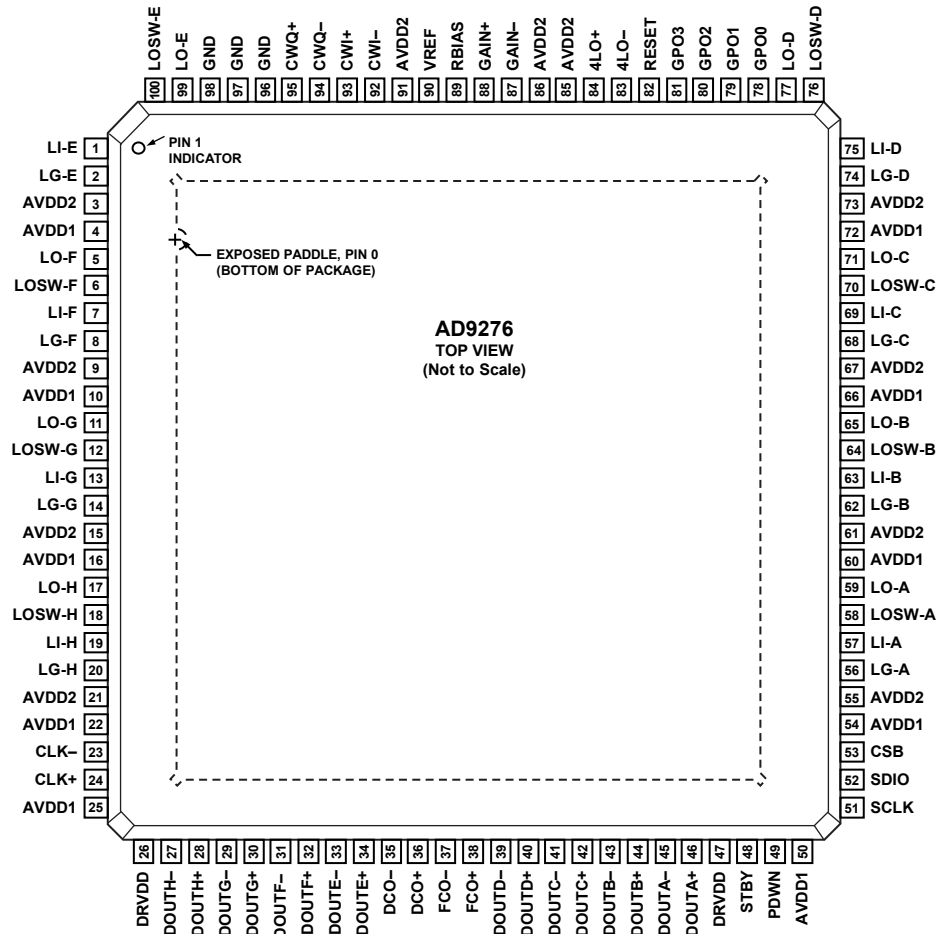 LOSW-E
LO-E
GND
GND
GND
CWQ+
CWQ–
CWI+
CWI–
AVDD2
VREF
RBIAS
GAIN+
GAIN–
AVDD2
AVDD2
4LO+
4LO–
RESET
GPO3
GPO2
GPO1
GPO0
LO-D
LOSW-D
100
99
98
97
96
95
94
93
92
91
90
89
88
87
86
85
84
83
82
81
80
79
78
77
76
LI-E 1
LG-E 2
AVDD2 3
AVDD1 4
LO-F 5
LOSW-F 6
LI-F 7
LG-F 8
AVDD2 9
AVDD1 10
LO-G 11
LOSW-G 12
LI-G 13
LG-G 14
AVDD2 15
AVDD1 16
LO-H 17
LOSW-H 18
LI-H 19
LG-H 20
AVDD2 21
AVDD1 22
CLK– 23
CLK+ 24
AVDD1 25
PIN 1
INDICATOR
EXPOSED PADDLE, PIN 0
(BOTTOM OF PACKAGE)
AD9276
TOP VIEW
(Not to Scale)
75 LI-D
74 LG-D
73 AVDD2
72 AVDD1
71 LO-C
70 LOSW-C
69 LI-C
68 LG-C
67 AVDD2
66 AVDD1
65 LO-B
64 LOSW-B
63 LI-B
62 LG-B
61 AVDD2
60 AVDD1
59 LO-A
58 LOSW-A
57 LI-A
56 LG-A
55 AVDD2
54 AVDD1
53 CSB
52 SDIO
51 SCLK
26
27
28
29
30
31
32
33
34
35
36
37
38
39
40
41
42
43
44
45
46
47
48
49
50
DRVDD
DOUTH–
DOUTH+
DOUTG–
DOUTG+
DOUTF–
DOUTF+
DOUTE–
DOUTE+
DCO–
DCO+
FCO–
FCO+
DOUTD–
DOUTD+
DOUTC–
DOUTC+
DOUTB–
DOUTB+
DOUTA–
DOUTA+
DRVDD
STBY
PDWN
AVDD1